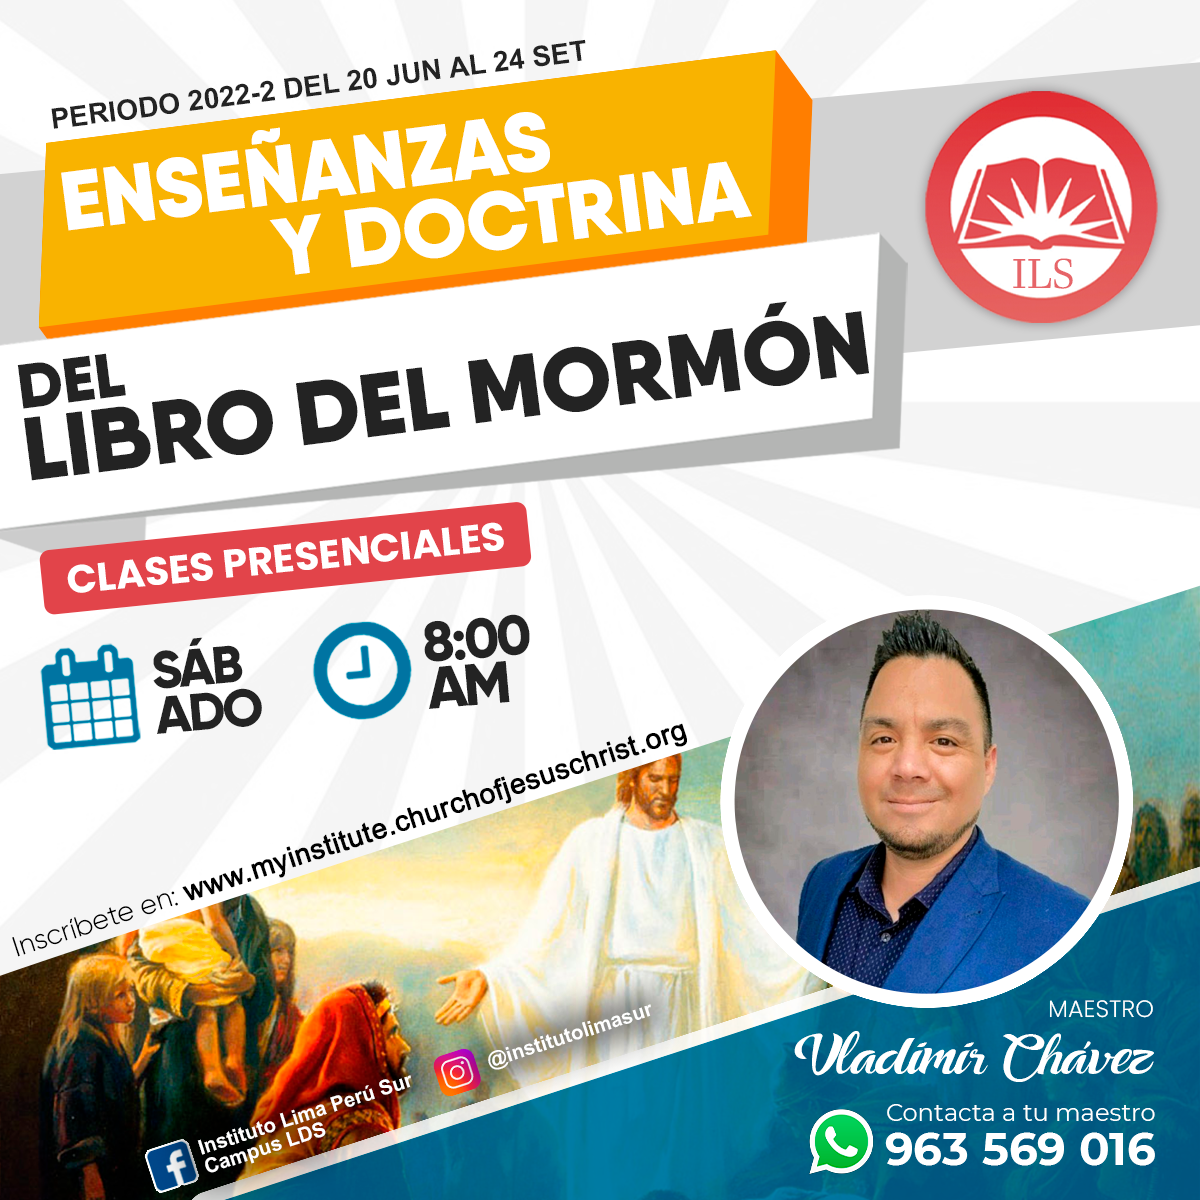 PERIODO 2022-2 DEL 20 JUN AL 24 SET
ENSEÑANZAS
Y DOCTRINA
ILS
DEL
LIBRO DEL MORMÓN
CLASES PRESENCIALES
SÁB
ADO
8:00
AM
Inscríbete en: www.myinstitute.churchofjesuschrist.org
MAESTRO
Vladímír Chávez
Contacta a tu maestro
963 569 016
@institutolimasur
Instituto Lima Perú Sur
Campus LDS